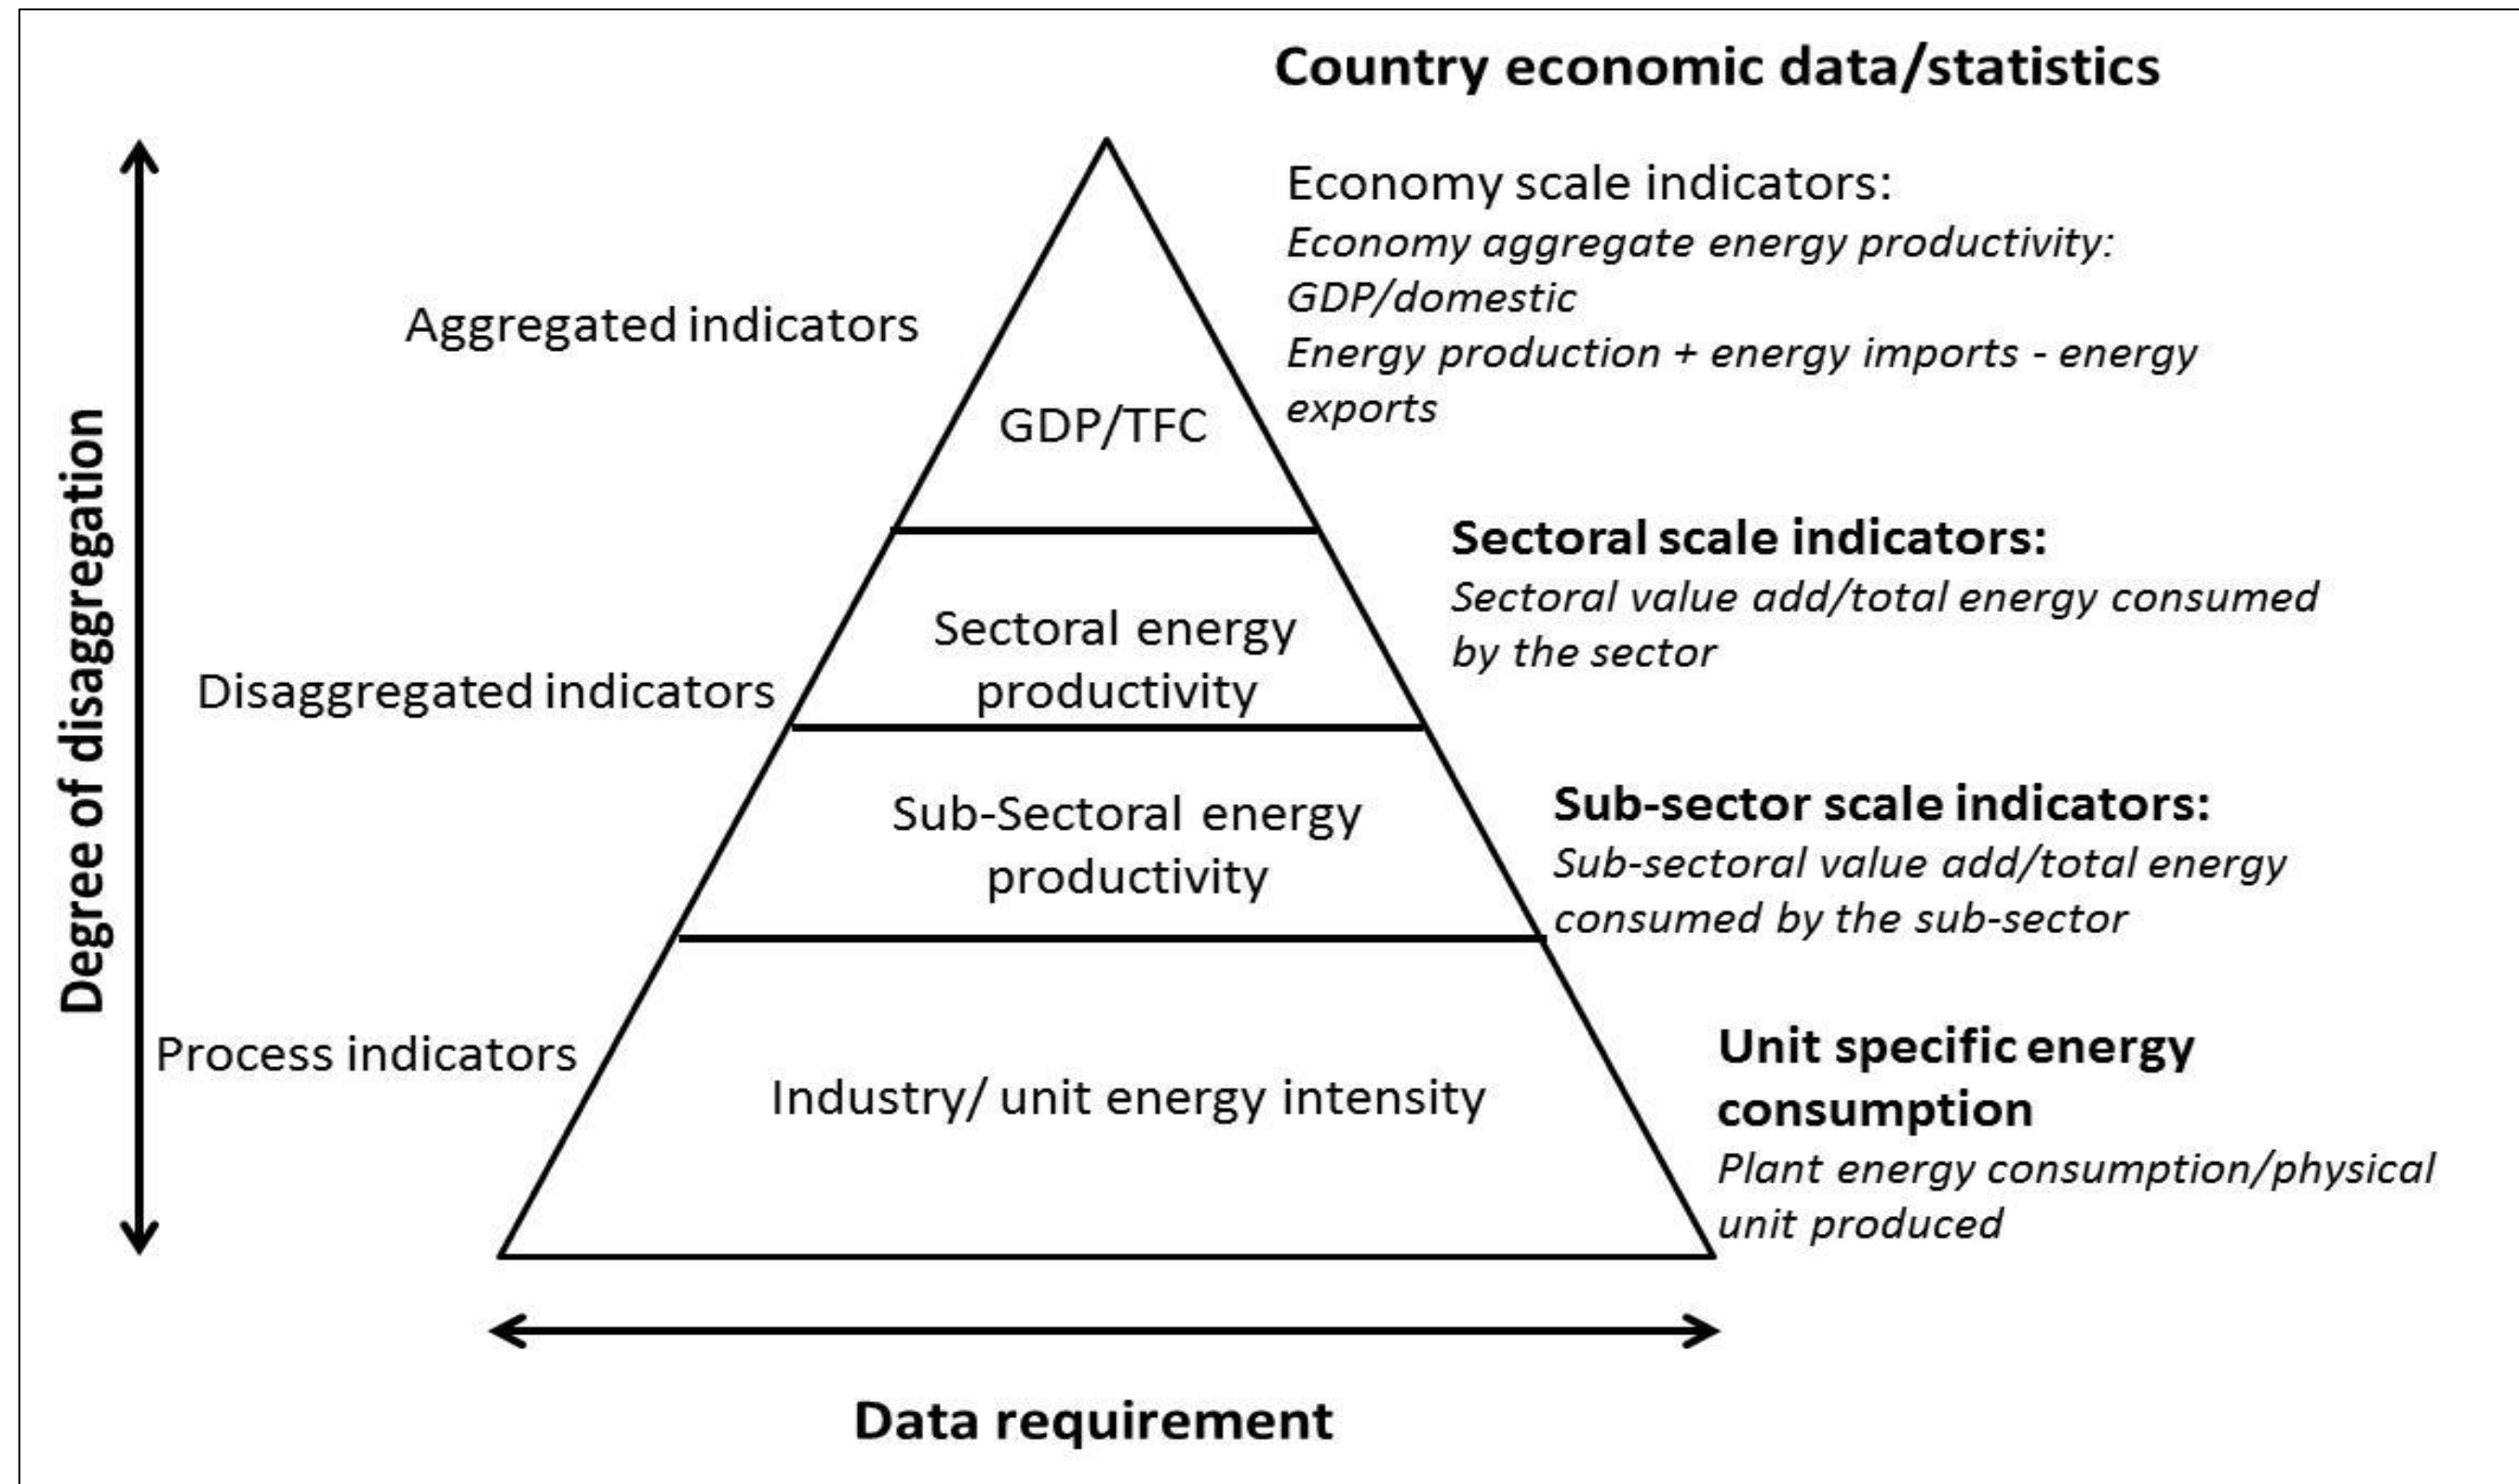 Country economic data/statistics
Economy scale indicators:
Economy aggregate energy productivity:
GDP/domestic
Energy production + energy imports - energy
exports
Aggregated indicators
GDP/TFC
Degree of disaggregation
Sectoral scale indicators:
Sectoral value add/total energy consumed
by the sector
Sectoral energy
productivity
Disaggregated indicators
Sub-Sectoral energy
productivity
Sub-sector scale indicators:
Sub-sectoral value add/total energy
consumed by the sub-sector
Process indicators
Industry/ unit energy intensity
Unit specific energy
consumption
Plant energy consumption/physical
unit produced
Data requirement